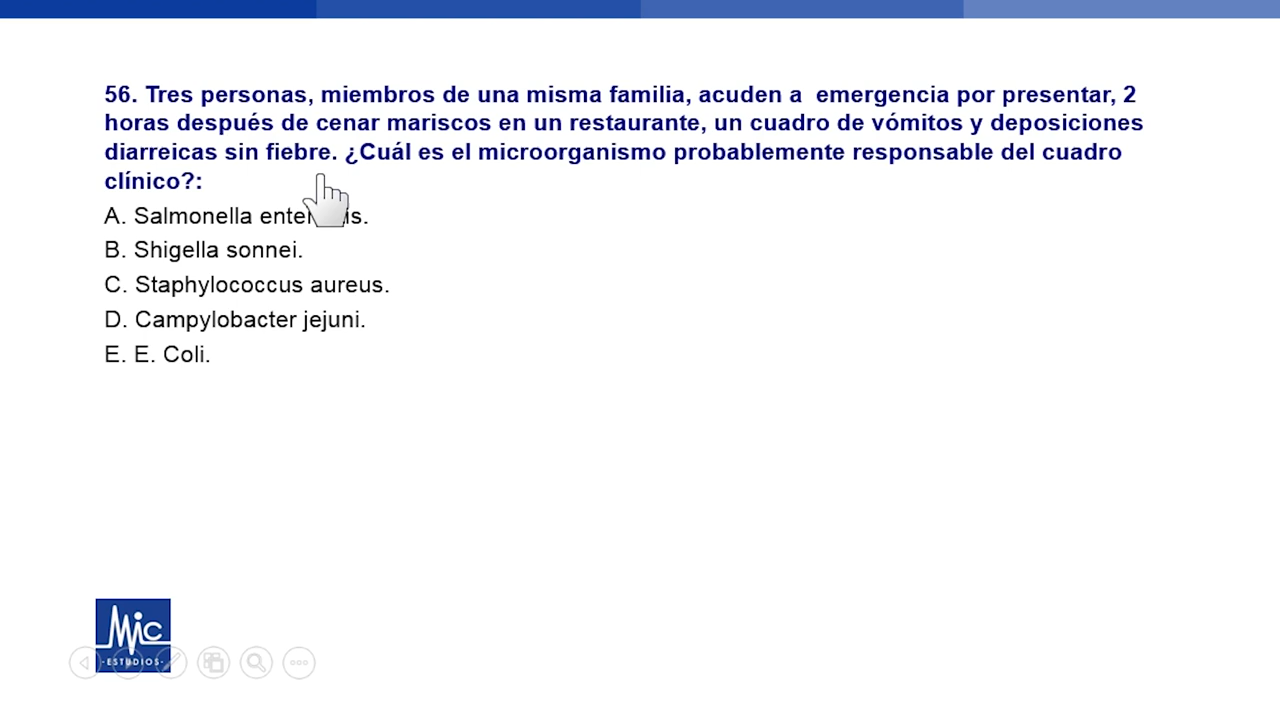 56. Tres personas, miembros de una misma familia, acuden a emergencia por presentar, 2
horas después de cenar mariscos en un restaurante, un cuadro de vómitos y deposiciones
diarreicas sin fiebre. ¿Cuál es el microorganismo probablemente responsable del cuadro
clínico?:
A. Salmonella
B. Shigella sonnei.
C. Staphylococcus aureus.
D. Campylobacter jejuni.
E. E. Coli.
Mic
-ESTUDIOS-